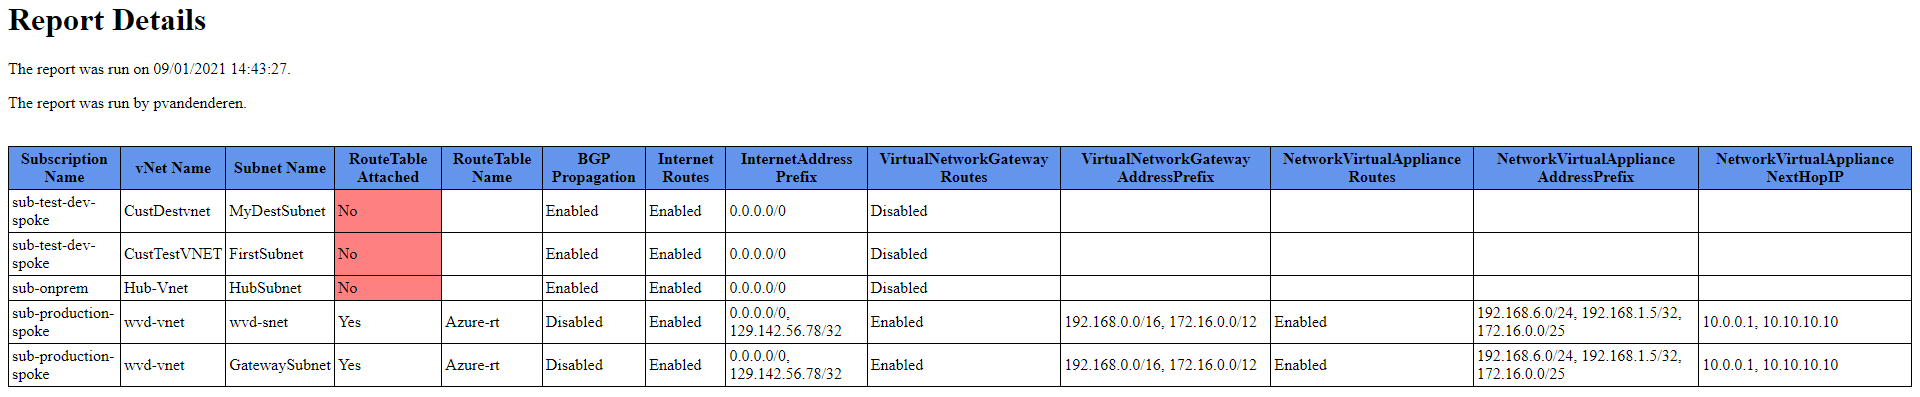 Report Details
The report was run on 09/01/2021 14:43:27.
The report was run by pvandenderen.
Subscription Name vNet Name Subnet Name RouteTable Attached RouteTable Name BGP Propagation Internet Routes InternetAddress Prefix VirtualNetworkGateway Routes VirtualNetworkGateway AddressPrefix NetworkVirtualAppliance Routes NetworkVirtualAppliance AddressPrefix NetworkVirtualAppliance NextHopIP
sub-test-dev-spoke CustDestvnet MyDestSubnet No Enabled Enabled 0.0.0.0/0 Disabled
sub-test-dev-spoke CustTestVNET FirstSubnet No Enabled Enabled 0.0.0.0/0 Disabled
sub-onprem Hub-Vnet HubSubnet No Enabled Enabled 0.0.0.0/0 Disabled
sub-production-spoke wvd-vnet wvd-snet Yes Azure-rt Disabled Enabled 0.0.0.0/0, 129.142.56.78/32 Enabled 192.168.0.0/16, 172.16.0.0/12 Enabled 192.168.6.0/24, 192.168.1.5/32, 172.16.0.0/25 10.0.0.1, 10.10.10.10
sub-production-spoke wvd-vnet GatewaySubnet Yes Azure-rt Disabled Enabled 0.0.0.0/0, 129.142.56.78/32 Enabled 192.168.0.0/16, 172.16.0.0/12 Enabled 192.168.6.0/24, 192.168.1.5/32, 172.16.0.0/25 10.0.0.1, 10.10.10.10